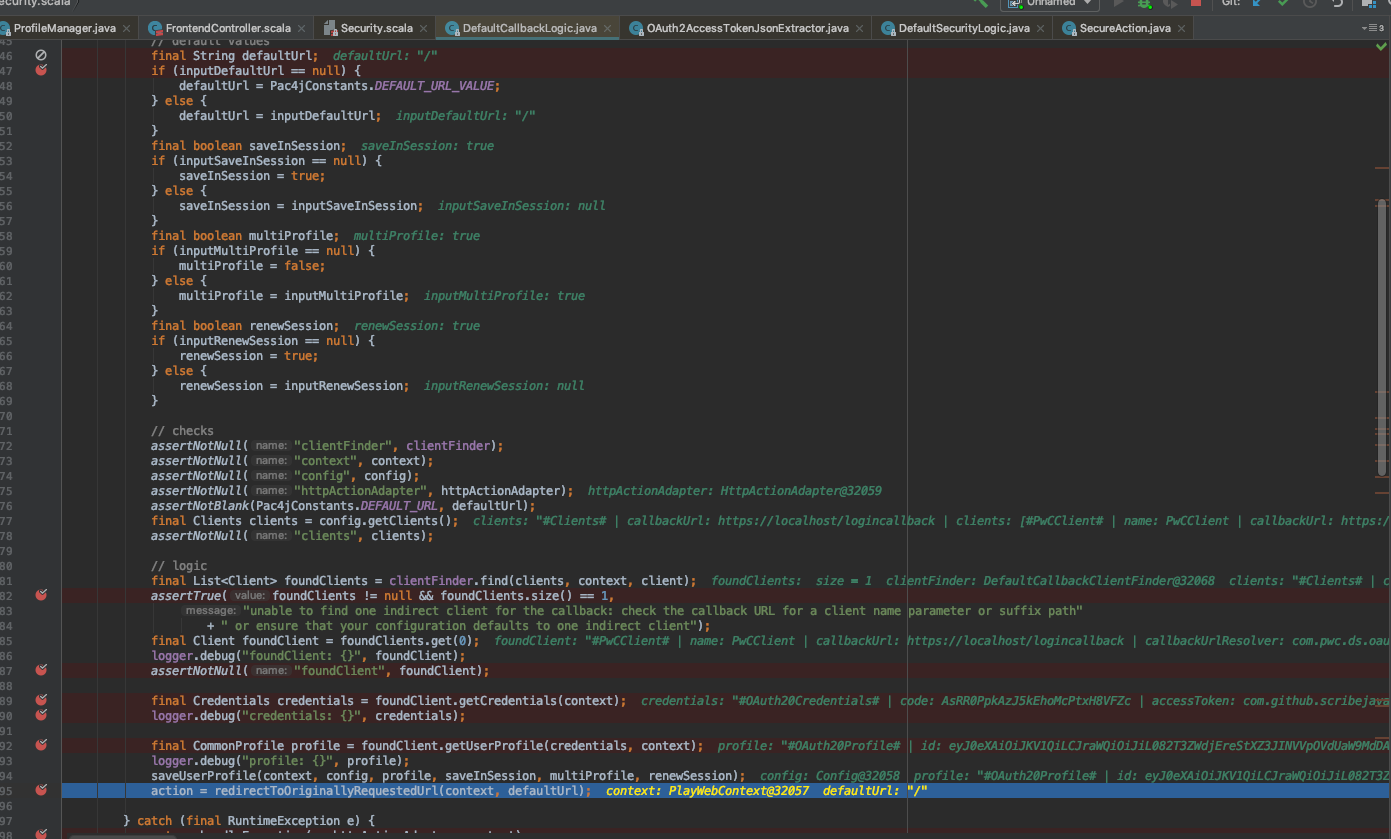 ecurity.scala
Unnamed
Git:
ProfileManager.java
FrontendController.scala
Security.scala
DefaultCallbackLogic.java
OAuth2AccessTokenJsonExtractor.java
DefaultSecurityLogic.java
SecureAction.java
3
45 // default values
46 final String defaultUrl; defaultUrl: "/"
47 if (inputDefaultUrl == null) {
48 defaultUrl = Pac4jConstants.DEFAULT_URL_VALUE;
49 } else {
50 defaultUrl = inputDefaultUrl; inputDefaultUrl: "/"
51 }
52 final boolean saveInSession; saveInSession: true
53 if (inputSaveInSession == null) {
54 saveInSession = true;
55 } else {
56 saveInSession = inputSaveInSession; inputSaveInSession: null
57 }
58 final boolean multiProfile; multiProfile: true
59 if (inputMultiProfile == null) {
60 multiProfile = false;
61 } else {
62 multiProfile = inputMultiProfile; inputMultiProfile: true
63 }
64 final boolean renewSession; renewSession: true
65 if (inputRenewSession == null) {
66 renewSession = true;
67 } else {
68 renewSession = inputRenewSession; inputRenewSession: null
69 }
70
71 // checks
72 assertNotNull( name: "clientFinder", clientFinder);
73 assertNotNull( name: "context", context);
74 assertNotNull( name: "config", config);
75 assertNotNull( name: "httpActionAdapter", httpActionAdapter); httpActionAdapter: HttpActionAdapter@32059
76 assertNotBlank(Pac4jConstants.DEFAULT_URL, defaultUrl);
77 final Clients clients = config.getClients(); clients: "#Clients# | callbackUrl: https://localhost/logincallback | clients: [#PwCClient# | name: PwCClient | callbackUrl: https:/
78 assertNotNull( name: "clients", clients);
79
80 // logic
81 final List<Client> foundClients = clientFinder.find(clients, context, client); foundClients: size = 1 clientFinder: DefaultCallbackClientFinder@32068 clients: "#Clients# | c
82 assertTrue( value: foundClients != null && foundClients.size() == 1,
83 message: "unable to find one indirect client for the callback: check the callback URL for a client name parameter or suffix path"
84 + " or ensure that your configuration defaults to one indirect client");
85 final Client foundClient = foundClients.get(0); foundClient: "#PwCClient# | name: PwCClient | callbackUrl: https://localhost/logincallback | callbackUrlResolver: com.pwc.ds.oau
86 logger.debug("foundClient: {}", foundClient);
87 assertNotNull( name: "foundClient", foundClient);
88
89 final Credentials credentials = foundClient.getCredentials(context); credentials: "#OAuth20Credentials# | code: AsRR0PpkAzJ5kEhoMcPtxH8VFZc | accessToken: com.github.scribejava
90 logger.debug("credentials: {}", credentials);
91
92 final CommonProfile profile = foundClient.getUserProfile(credentials, context); profile: "#OAuth20Profile# | id: eyJ0eXAiOiJKV1QiLCJraWQiOiJiL082T3ZWdjEreStXZ3JINVVpOVdUaW9MdDA
93 logger.debug("profile: {}", profile);
94 saveUserProfile(context, config, profile, saveInSession, multiProfile, renewSession); config: Config@32058 profile: "#OAuth20Profile# | id: eyJ0eXAiOiJKV1QiLCJraWQiOiJiL082T32
95 action = redirectToOriginallyRequestedUrl(context, defaultUrl); context: PlayWebContext@32057 defaultUrl: "/"
96
97 } catch (final RuntimeException e) {
98